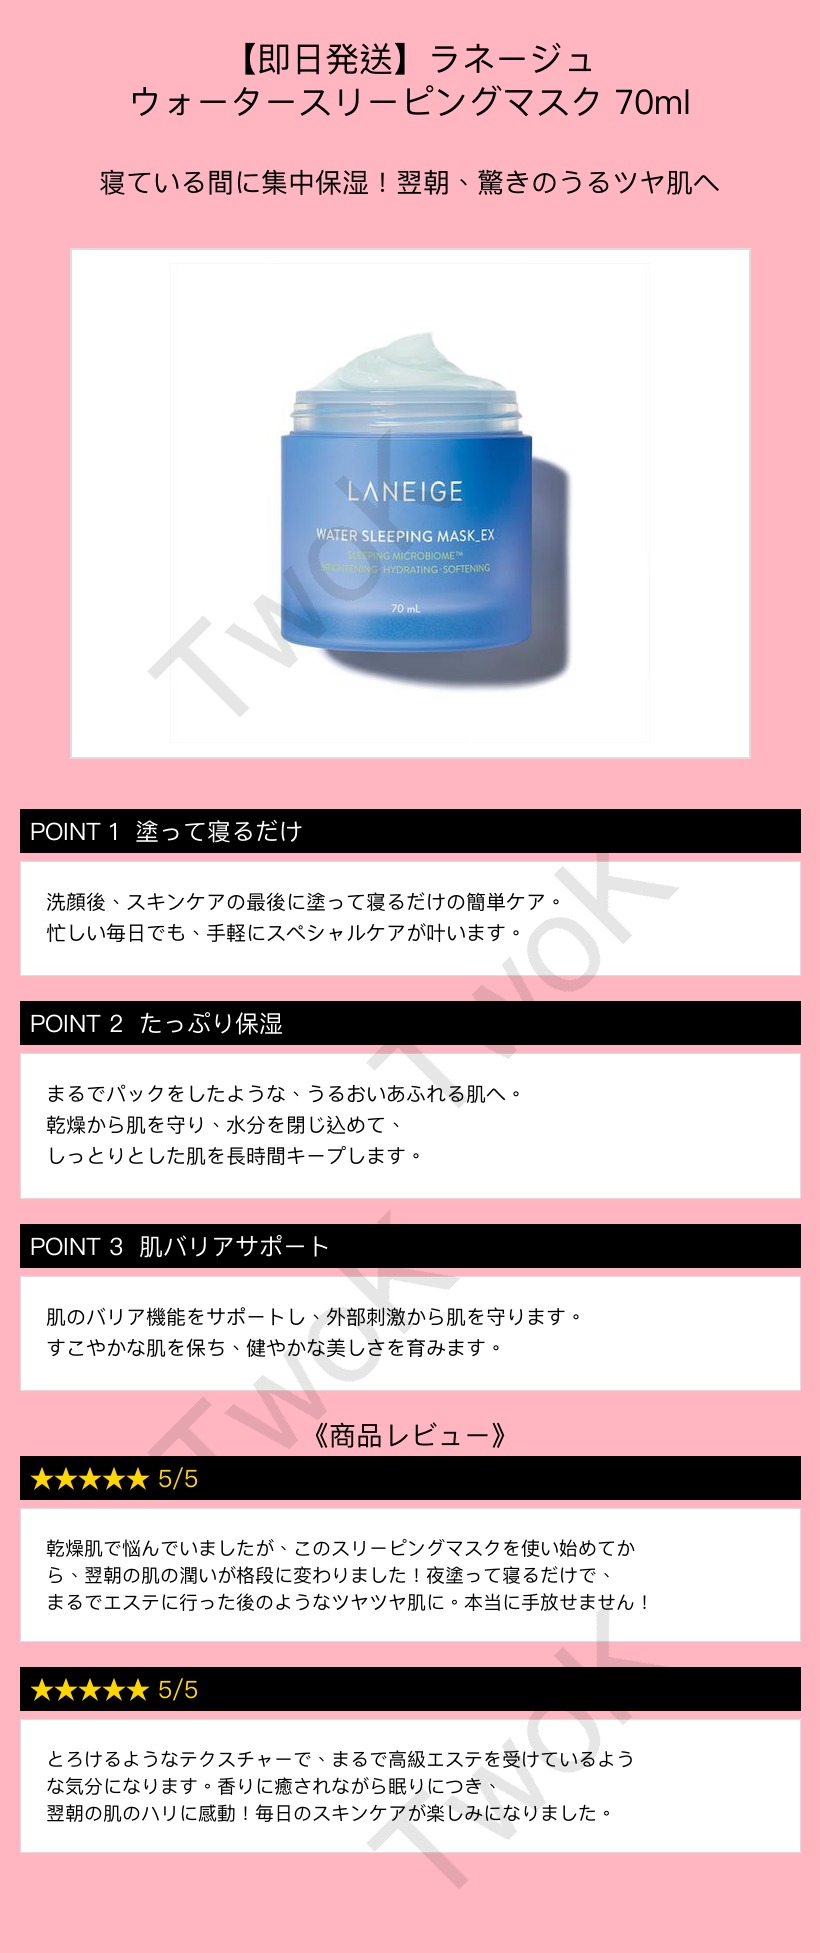 【即日発送】ラネージュ
ウォータースリーピングマスク 70ml
寝ている間に集中保湿！翌朝、驚きのうるツヤ肌へ
LANEIGE
WATER SLEEPING MASK_EX
SLEEPING MICROBIOME™
BRIGHTENING · HYDRATING · SOFTENING
70 mL
TwoK
POINT 1 塗って寝るだけ
洗顔後、スキンケアの最後に塗って寝るだけの簡単ケア。
忙しい毎日でも、手軽にスペシャルケアが叶います。
TwoK
POINT 2 たっぷり保湿
まるでパックをしたような、うるおいあふれる肌へ。
乾燥から肌を守り、水分を閉じ込めて、
しっとりとした肌を長時間キープします。
POINT 3 肌バリアサポート
肌のバリア機能をサポートし、外部刺激から肌を守ります。
すこやかな肌を保ち、健やかな美しさを育みます。
TwoK
《商品レビュー》
★★★★★ 5/5
乾燥肌で悩んでいましたが、このスリーピングマスクを使い始めてか
ら、翌朝の肌の潤いが格段に変わりました！夜塗って寝るだけで、
まるでエステに行った後のようなツヤツヤ肌に。本当に手放せません！
★★★★★ 5/5
とろけるようなテクスチャーで、まるで高級エステを受けているよう
な気分になります。香りに癒されながら眠りにつき、
翌朝の肌のハリに感動！毎日のスキンケアが楽しみになりました。
TwoK